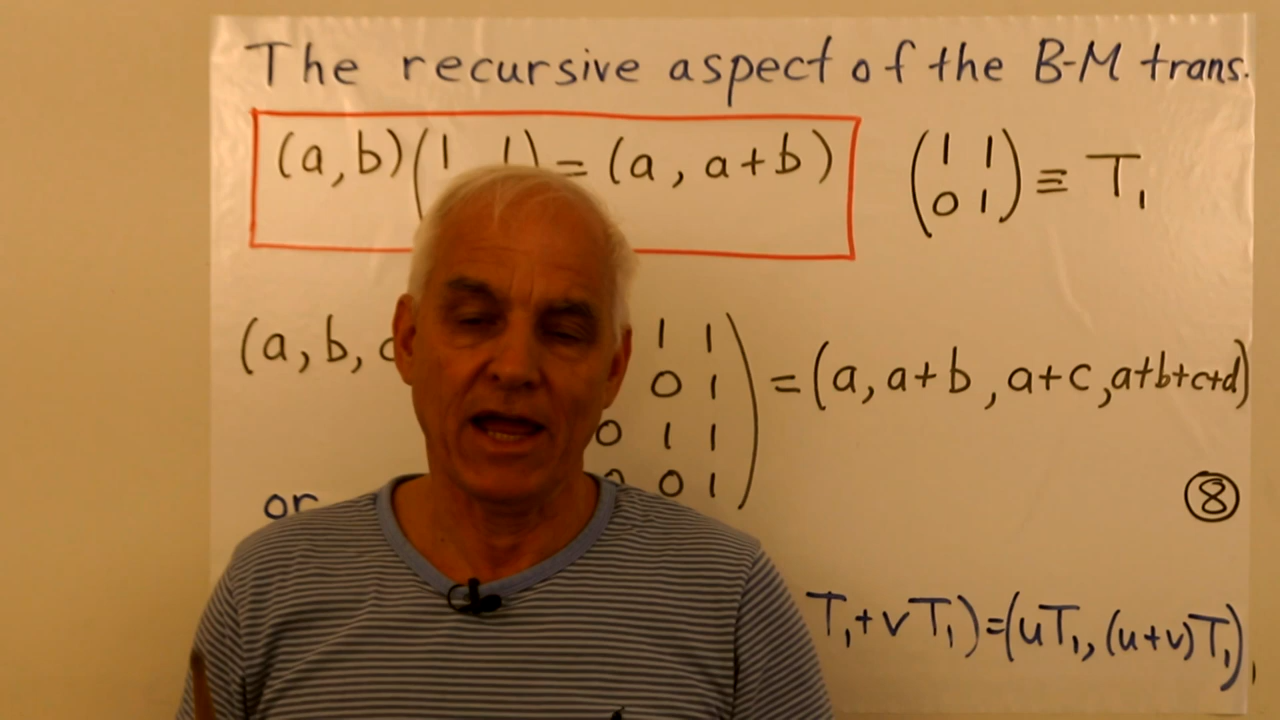 The recursive aspect of the B-M trans.
(a, b)(1 1) = (a, a+b) (1 1) ≡ T₁
(0 1)
(a, b, c 1 1
0 1 ) = (a, a+b, a+c, a+b+c+d)
0 1 1
0 0 1 ⑧
or
T₁+vT₁) = (uT₁, (u+v)T₁)